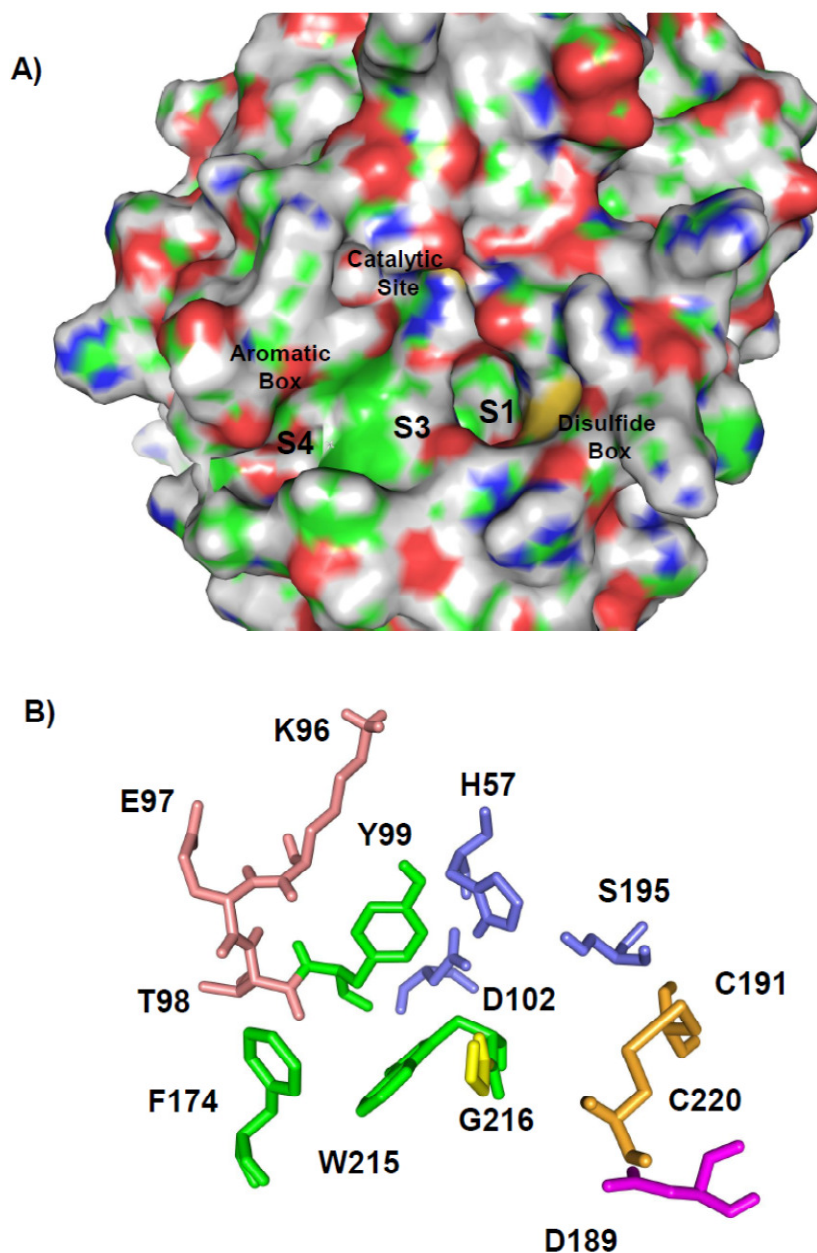 A)
Catalytic
Site
Aromatic
Box
S4
S3
S1
Disulfide
Box
B)
K96
E97
H57
Y99
S195
T98
D102
C191
F174
G216
C220
W215
D189